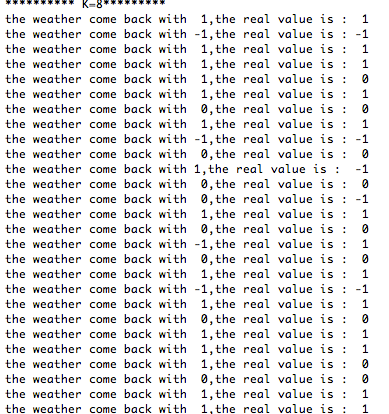 ********** K=8*********
the weather come back with  1,the real value is :  1
the weather come back with -1,the real value is : -1
the weather come back with  1,the real value is :  1
the weather come back with  1,the real value is :  1
the weather come back with  1,the real value is :  0
the weather come back with  1,the real value is :  1
the weather come back with  0,the real value is :  0
the weather come back with  1,the real value is :  1
the weather come back with -1,the real value is : -1
the weather come back with  0,the real value is :  0
the weather come back with 1,the real value is :  -1
the weather come back with  0,the real value is :  0
the weather come back with  0,the real value is : -1
the weather come back with  1,the real value is :  1
the weather come back with  0,the real value is :  0
the weather come back with -1,the real value is :  1
the weather come back with  0,the real value is :  0
the weather come back with  1,the real value is :  1
the weather come back with -1,the real value is : -1
the weather come back with  1,the real value is :  1
the weather come back with  0,the real value is :  0
the weather come back with  1,the real value is :  1
the weather come back with  1,the real value is :  1
the weather come back with  1,the real value is :  0
the weather come back with  0,the real value is :  0
the weather come back with  1,the real value is :  1
the weather come back with  1,the real value is :  1